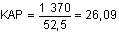 KAP = 1 370 / 52,5 = 26,09